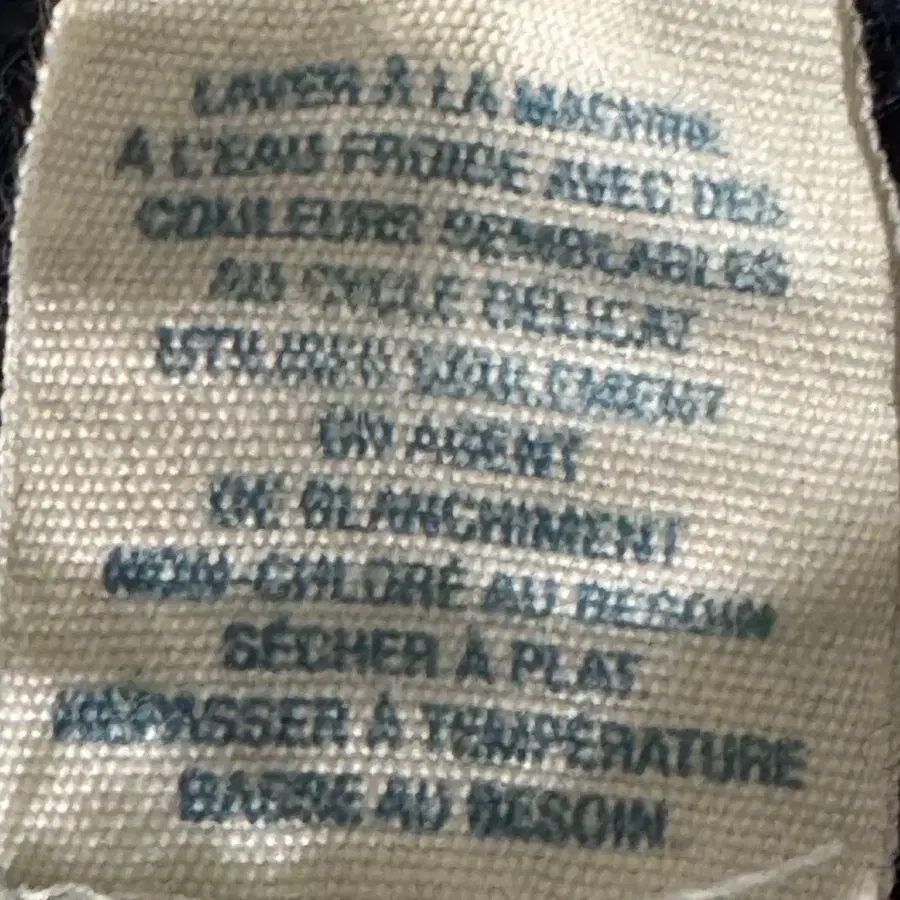 LAVER À LA MACHINE
A L'EAU FROIDE AVEC DES
COULEURS SEMBLABLES
AU CYCLE DELICAT
UTILISER SEULEMENT
UN AGENT
DE BLANCHIMENT
NON-CHLORÉ AU BESOIN
SÉCHER À PLAT
REPASSER À TEMPÉRATURE
BASSE AU BESOIN